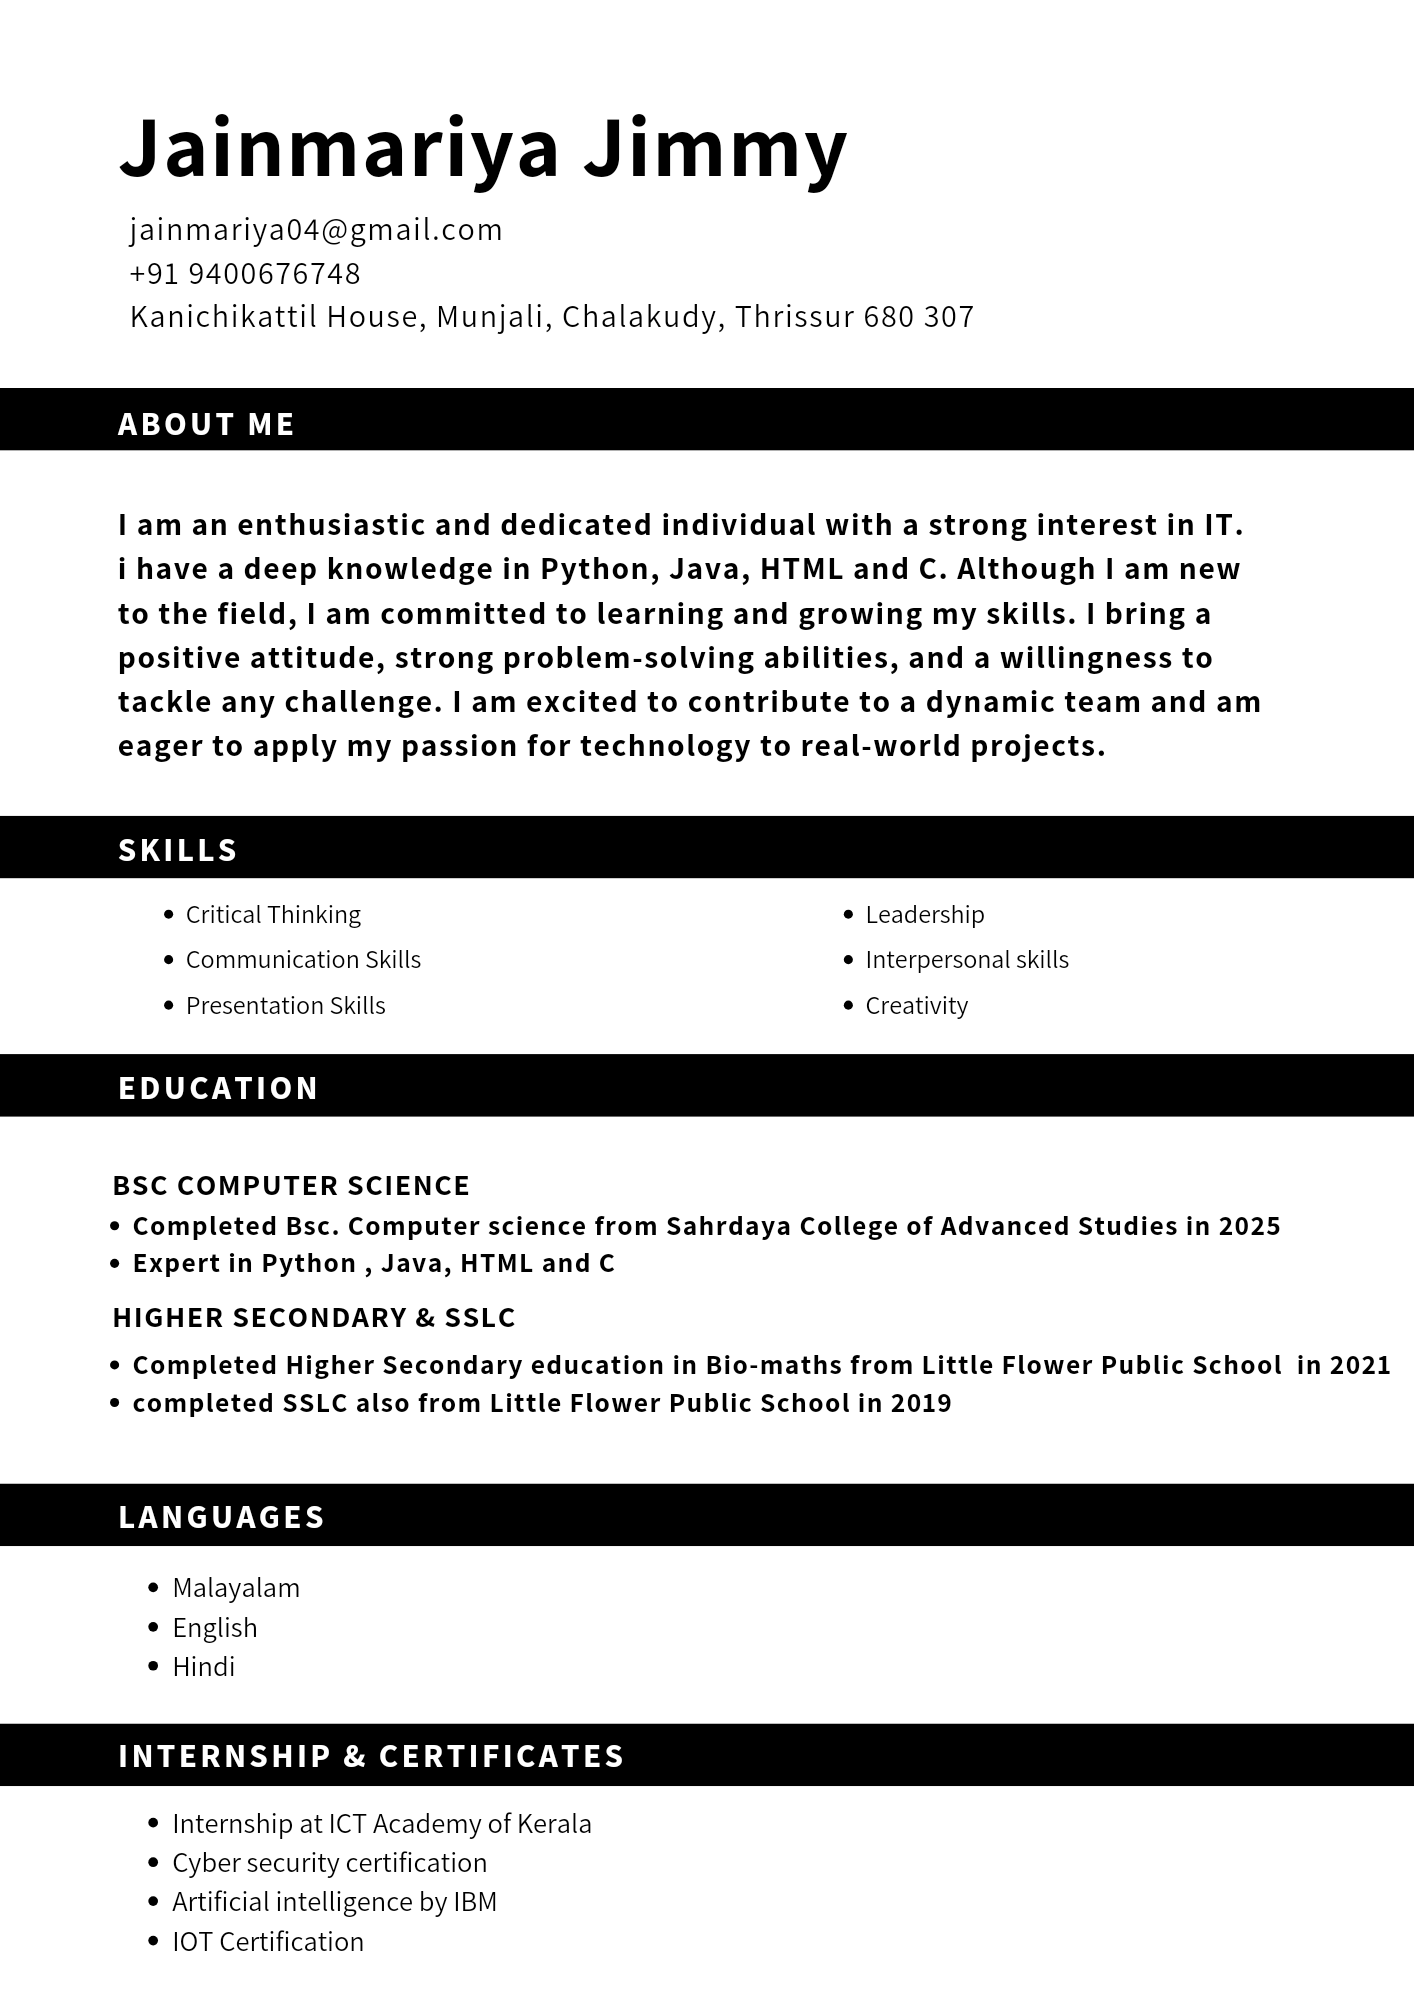 Jainmariya Jimmy
jainmariya04@gmail.com
+91 9400676748
Kanichikattil House, Munjali, Chalakudy, Thrissur 680 307
ABOUT ME
I am an enthusiastic and dedicated individual with a strong interest in IT.
i have a deep knowledge in Python, Java, HTML and C. Although I am new
to the field, I am committed to learning and growing my skills. I bring a
positive attitude, strong problem-solving abilities, and a willingness to
tackle any challenge. I am excited to contribute to a dynamic team and am
eager to apply my passion for technology to real-world projects.
SKILLS
• Critical Thinking
• Communication Skills
• Presentation Skills
• Leadership
• Interpersonal skills
• Creativity
EDUCATION
BSC COMPUTER SCIENCE
• Completed Bsc. Computer science from Sahrdaya College of Advanced Studies in 2025
• Expert in Python , Java, HTML and C
HIGHER SECONDARY & SSLC
• Completed Higher Secondary education in Bio-maths from Little Flower Public School  in 2021
• completed SSLC also from Little Flower Public School in 2019
LANGUAGES
• Malayalam
• English
• Hindi
INTERNSHIP & CERTIFICATES
• Internship at ICT Academy of Kerala
• Cyber security certification
• Artificial intelligence by IBM
• IOT Certification